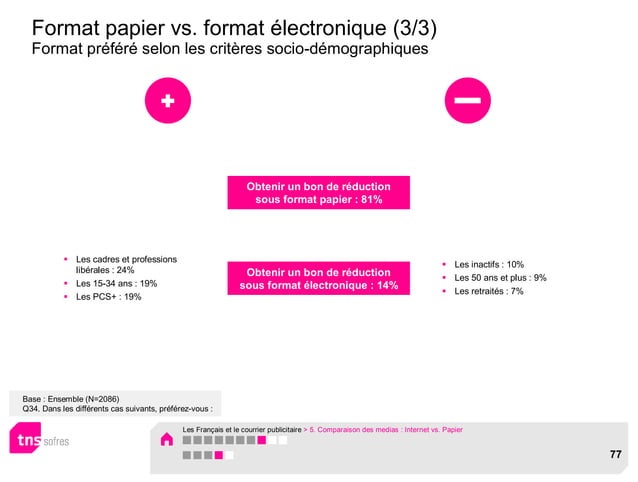 Format papier vs. format électronique (3/3)
Format préféré selon les critères socio-démographiques
Obtenir un bon de réduction
sous format papier : 81%
▪ Les cadres et professions
libérales : 24%
▪ Les 15-34 ans : 19%
▪ Les PCS+ : 19%
Obtenir un bon de réduction
sous format électronique : 14%
▪ Les inactifs : 10%
▪ Les 50 ans et plus : 9%
▪ Les retraités : 7%
Base : Ensemble (N=2086)
Q34. Dans les différents cas suivants, préférez-vous :
tns sofres
Les Français et le courrier publicitaire > 5. Comparaison des medias : Internet vs. Papier
77